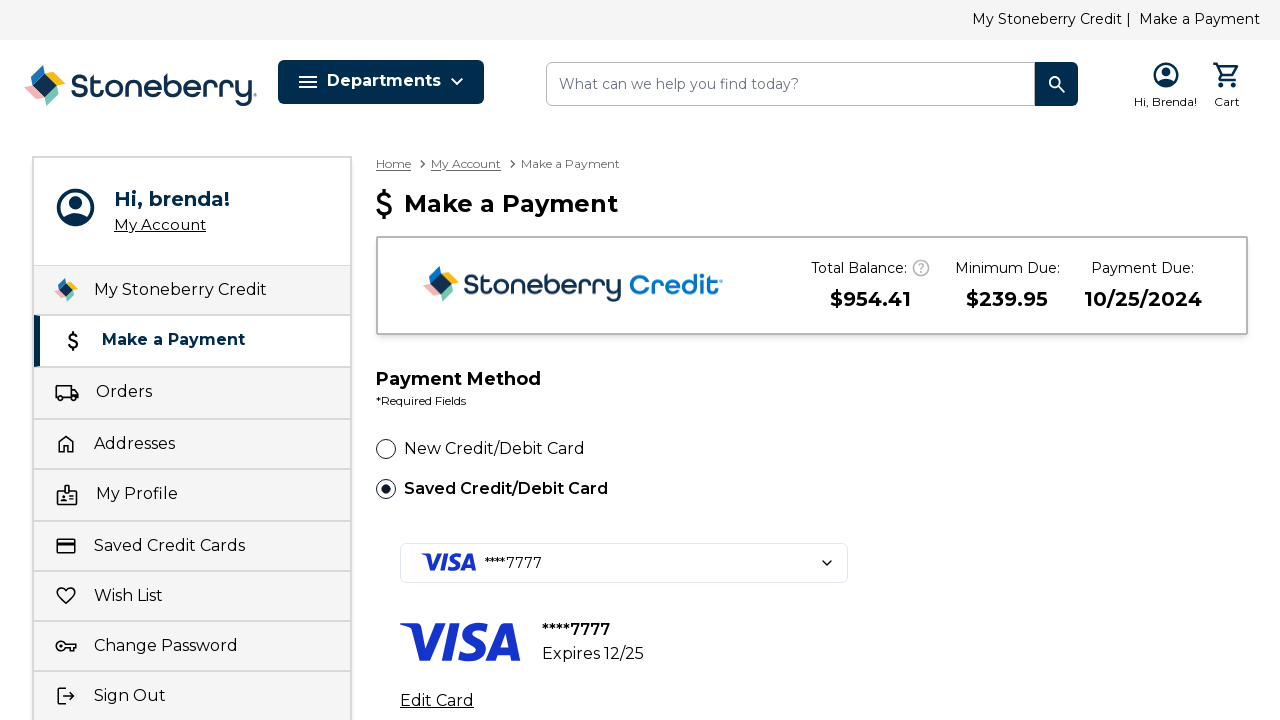 My Stoneberry Credit | Make a Payment
Stoneberry
Departments
What can we help you find today?
Hi, Brenda!
Cart
Hi, brenda!
My Account
My Stoneberry Credit
Make a Payment
Orders
Addresses
My Profile
Saved Credit Cards
Wish List
Change Password
Sign Out
Home > My Account > Make a Payment
$ Make a Payment
Stoneberry Credit
Total Balance: ?
$954.41
Minimum Due:
$239.95
Payment Due:
10/25/2024
Payment Method
*Required Fields
New Credit/Debit Card
Saved Credit/Debit Card
VISA ****7777
VISA
****7777
Expires 12/25
Edit Card